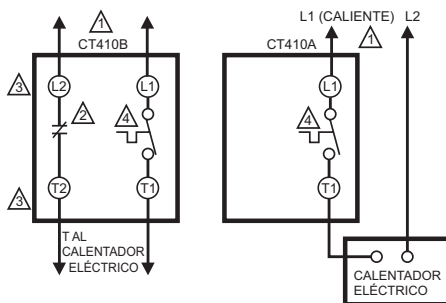 L1 (CALIENTE) L2
1
CT410B
CT410A
1
3
L2
L1
L1
2
4
4
3
T2
T1
T1
T AL
CALENTADOR
ELÉCTRICO
CALENTADOR
ELÉCTRICO